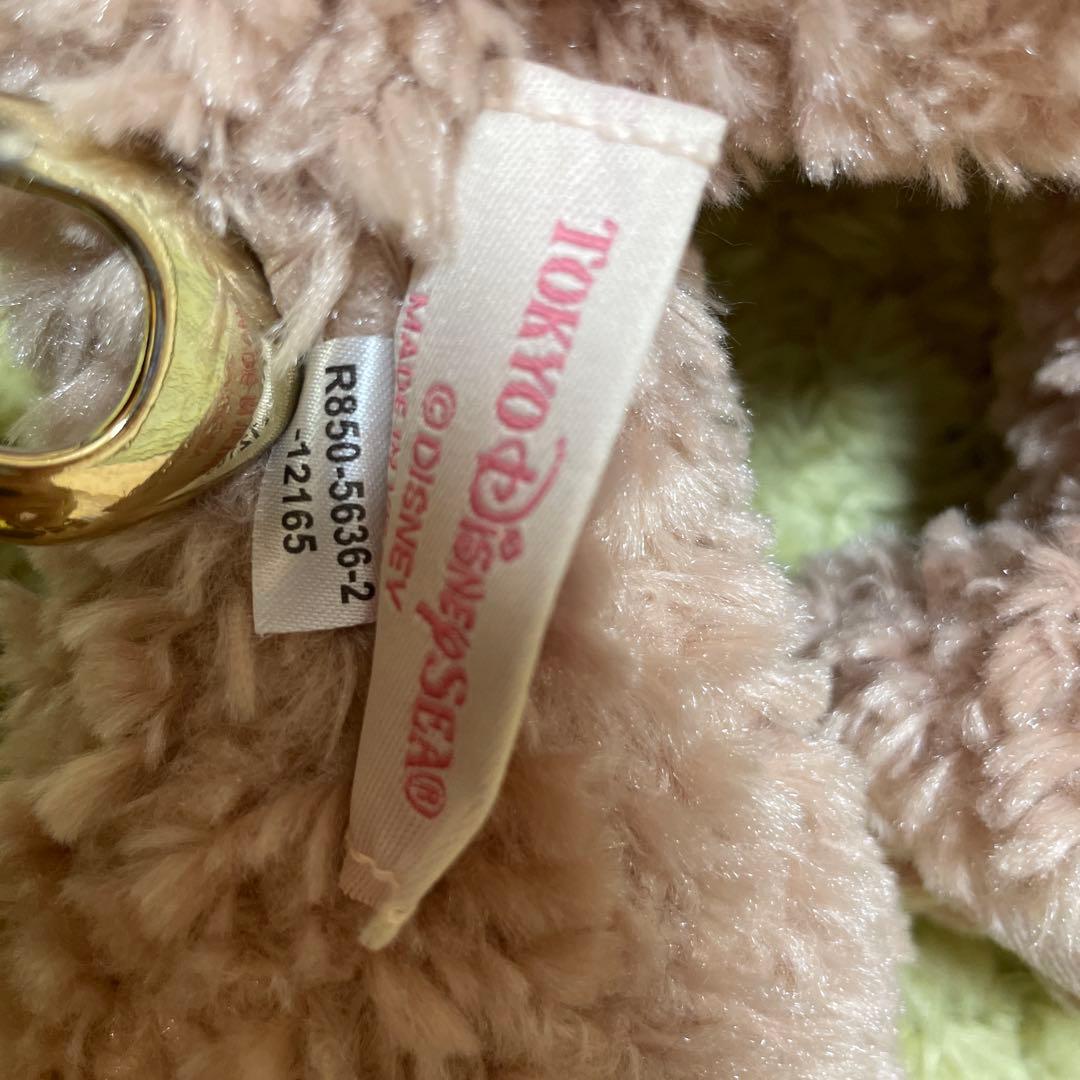 TOKYO DISNEYSEA®
© DISNEY
MADE IN
R850-5636-2
-12165